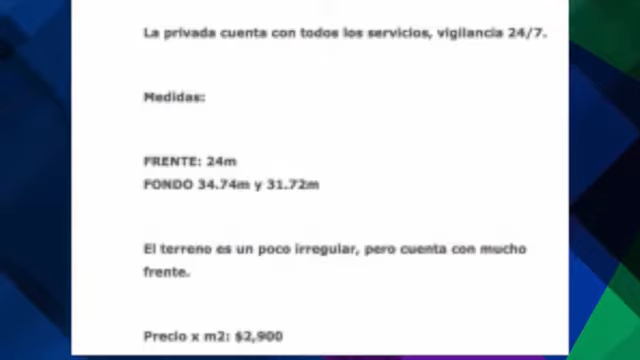 La privada cuenta con todos los servicios, vigilancia 24/7.
Medidas:
FRENTE: 24m
FONDO 34.74m y 31.72m
El terreno es un poco irregular, pero cuenta con mucho
frente.
Precio x m2: $2,900